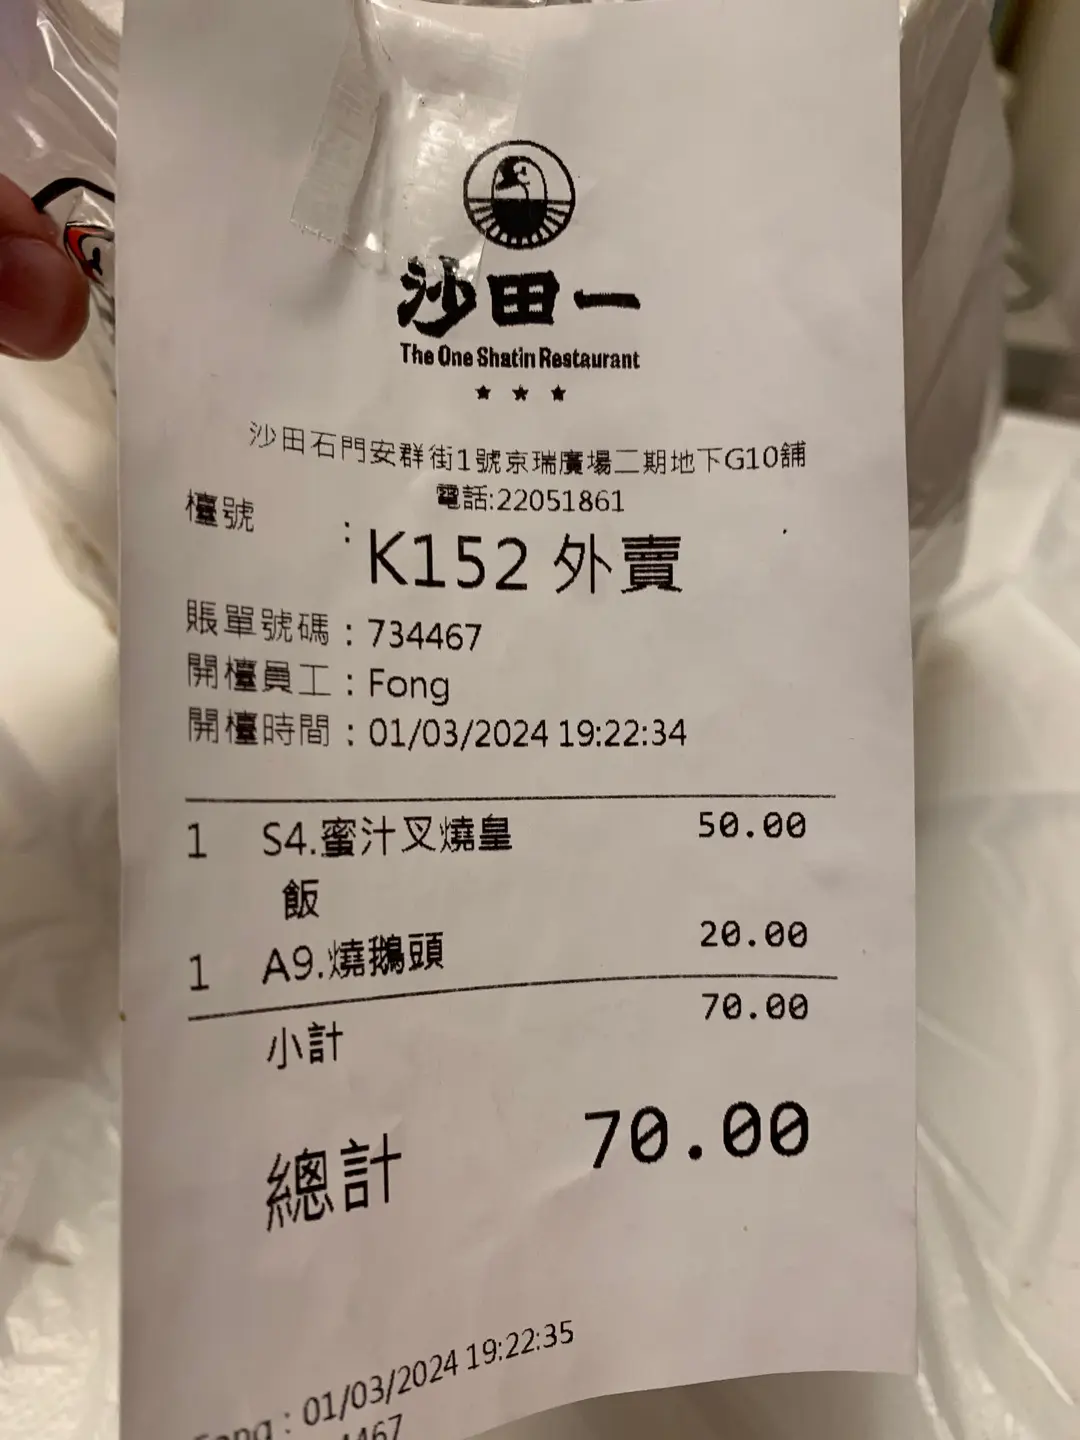 沙田一
The One Shatin Restaurant
沙田石門安群街1號京瑞廣場二期地下G10舖
電話:22051861
檯號 : K152 外賣
賬單號碼 : 734467
開檯員工 : Fong
開檯時間 : 01/03/2024 19:22:34
1 S4.蜜汁叉燒皇 50.00
飯
1 A9.燒鵝頭 20.00
小計 70.00
總計 70.00
: 01/03/2024 19:22:35